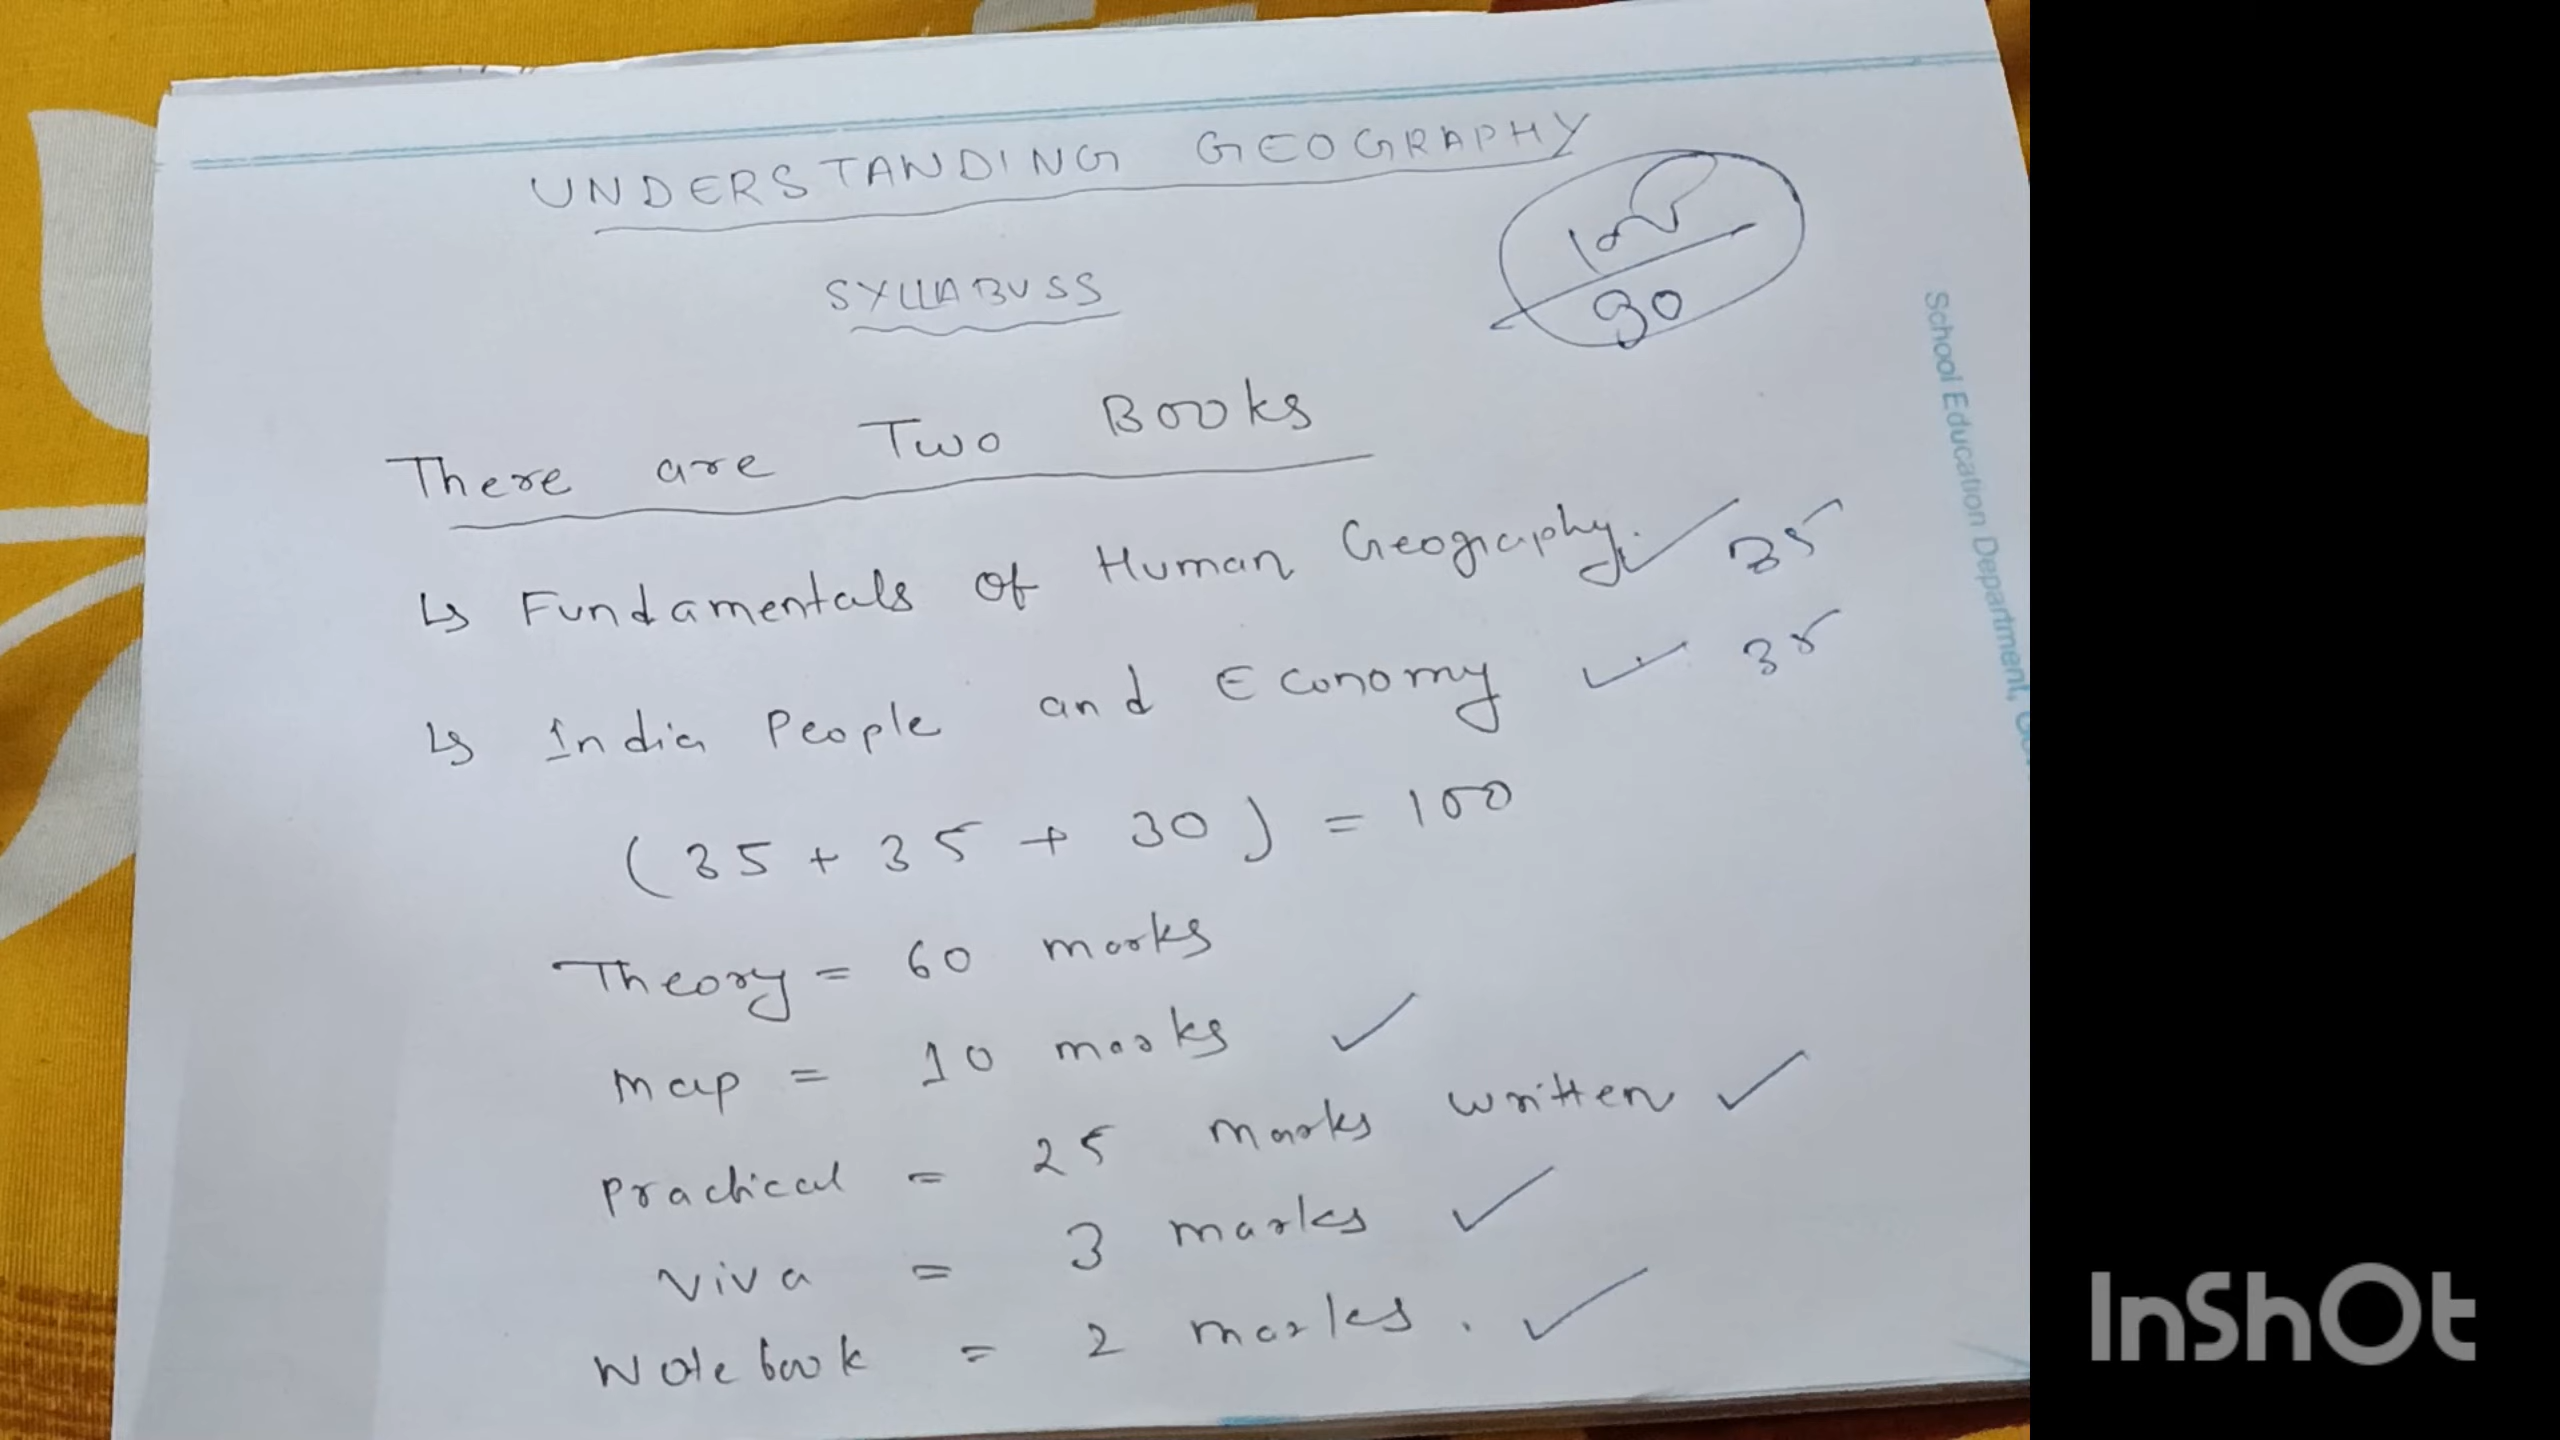 UNDERSTANDING GEOGRAPHY
SYLLABUSS
100
90
There are Two Books
↳ Fundamentals of Human Geography. ✓ 35
↳ India People and Economy ✓ 35
(35 + 35 + 30) = 100
Theory = 60 marks
map = 10 marks ✓
Practical = 25 marks written ✓
viva = 3 marks ✓
Notebook = 2 marks. ✓
School Education Department,
InShOt